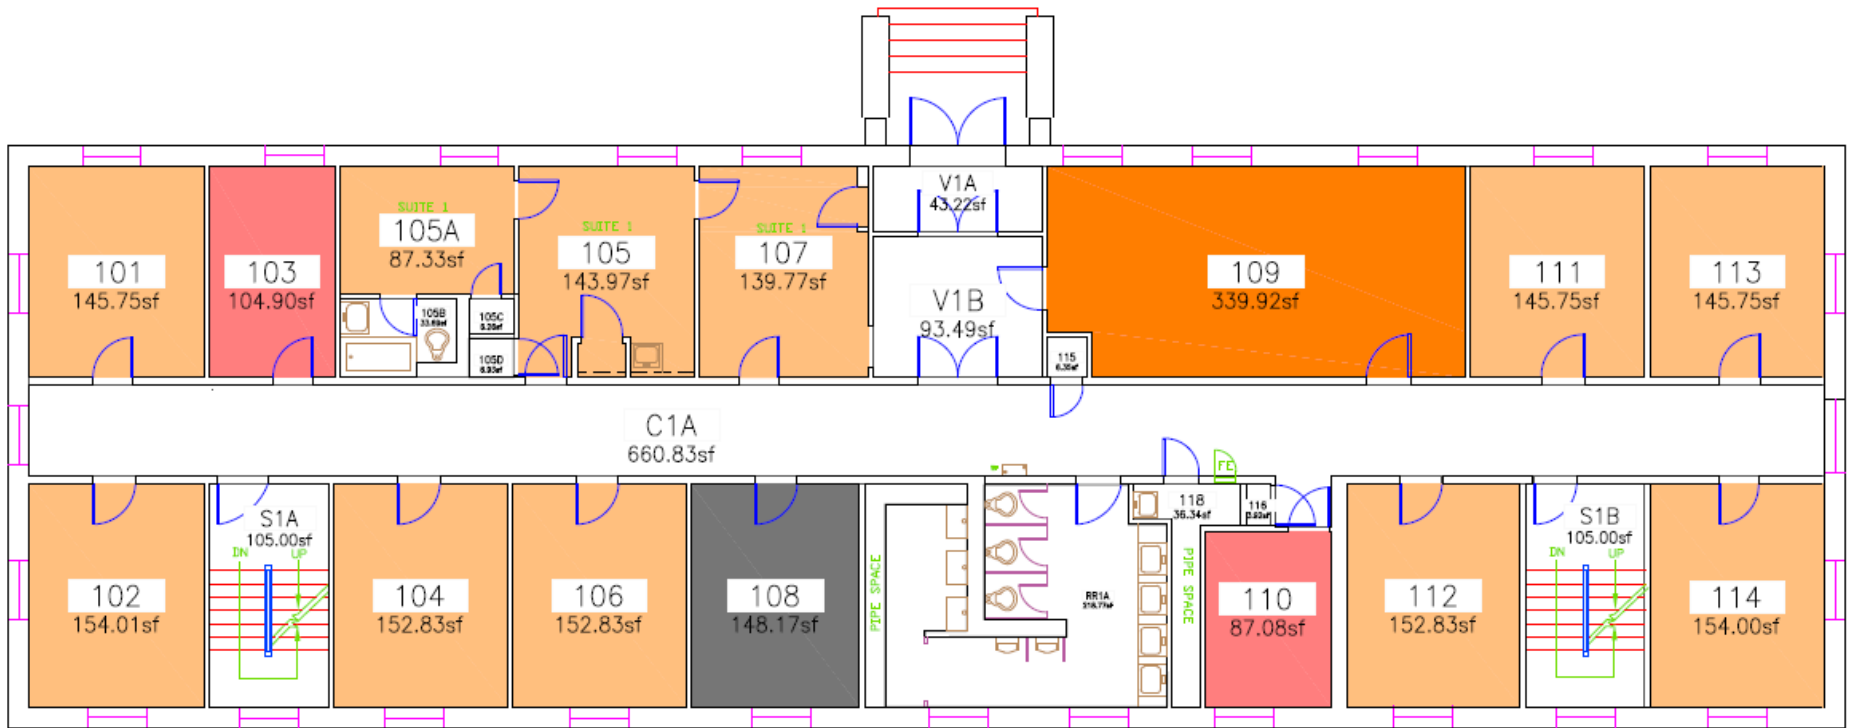 V1A
43.22sf
SUITE 1
105A
87.33sf
SUITE 1
105
143.97sf
SUITE 1
107
139.77sf
101
145.75sf
103
104.90sf
109
339.92sf
111
145.75sf
113
145.75sf
V1B
93.49sf
105B
105C
105D
115
C1A
660.83sf
FE
118
36.34sf
116
S1A
105.00sf
DN
UP
S1B
105.00sf
DN
UP
PIPE SPACE
PIPE SPACE
102
154.01sf
104
152.83sf
106
152.83sf
108
148.17sf
RR1A
110
87.08sf
112
152.83sf
114
154.00sf